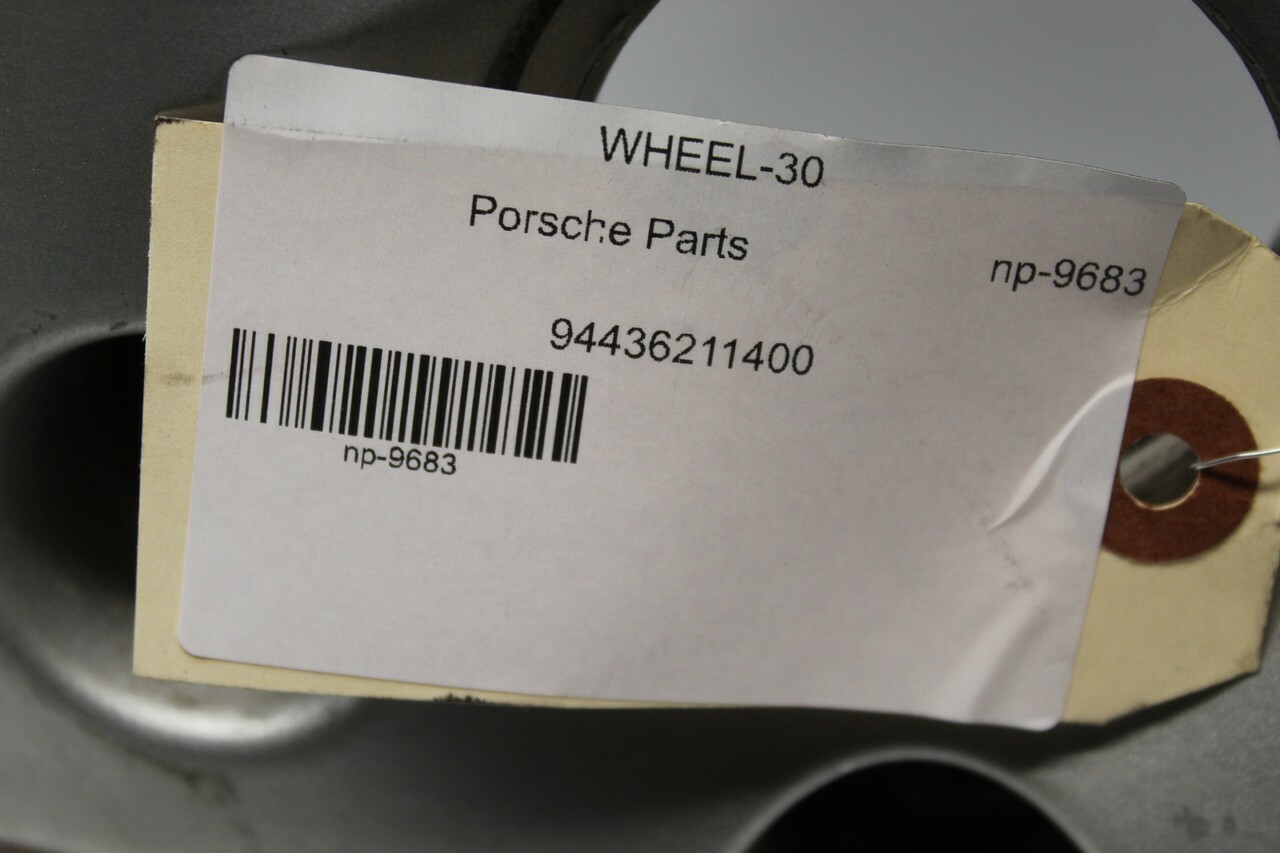 WHEEL-30
Porsche Parts
np-9683
94436211400
np-9683